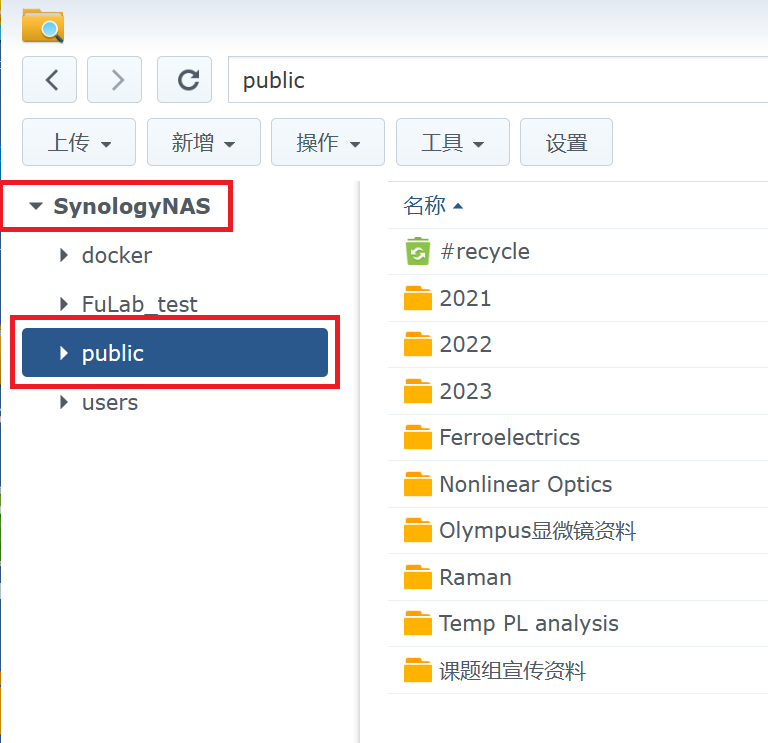 public
上传 新增 操作 工具 设置
SynologyNAS
docker
FuLab_test
public
users
名称
#recycle
2021
2022
2023
Ferroelectrics
Nonlinear Optics
Olympus显微镜资料
Raman
Temp PL analysis
课题组宣传资料